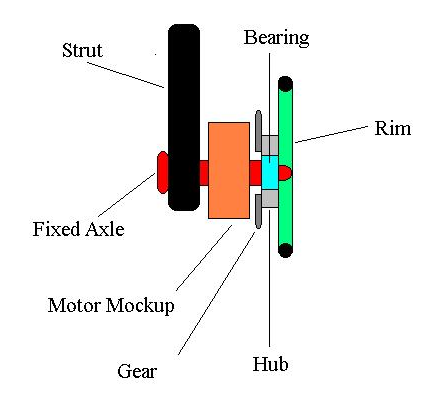 Bearing
Strut
Rim
Fixed Axle
Motor Mockup
Gear
Hub